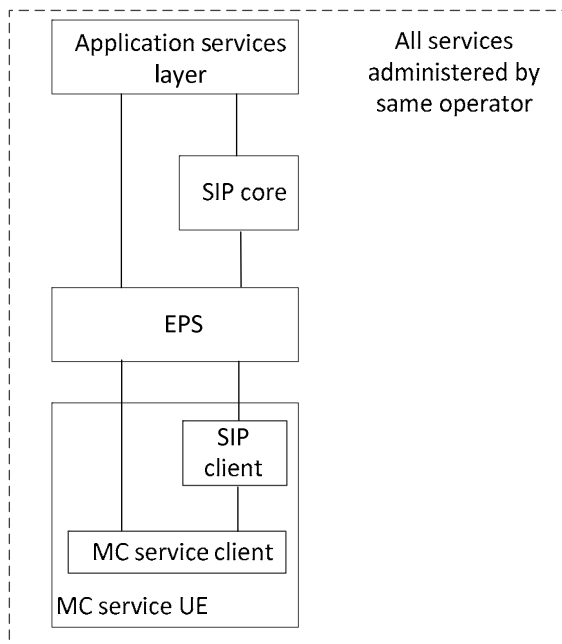 Application services
layer
All services
administered by
same operator
SIP core
EPS
SIP
client
MC service client
MC service UE